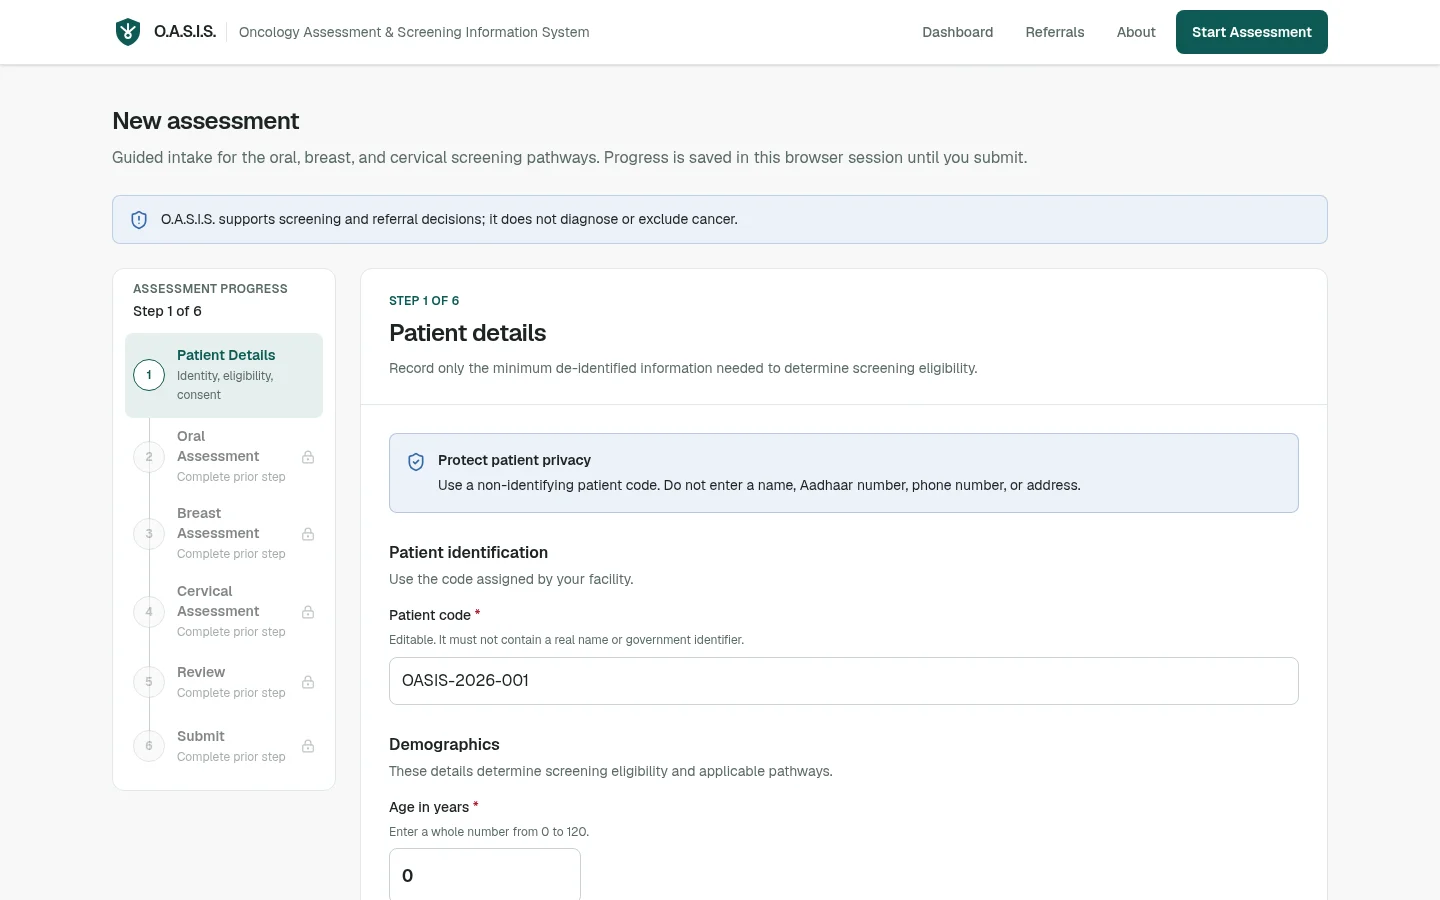 O.A.S.I.S.
Oncology Assessment & Screening Information System
Dashboard
Referrals
About
Start Assessment
New assessment
Guided intake for the oral, breast, and cervical screening pathways. Progress is saved in this browser session until you submit.
O.A.S.I.S. supports screening and referral decisions; it does not diagnose or exclude cancer.
ASSESSMENT PROGRESS
Step 1 of 6
1
Patient Details
Identity, eligibility,
consent
2
Oral
Assessment
Complete prior step
3
Breast
Assessment
Complete prior step
4
Cervical
Assessment
Complete prior step
5
Review
Complete prior step
6
Submit
Complete prior step
STEP 1 OF 6
Patient details
Record only the minimum de-identified information needed to determine screening eligibility.
Protect patient privacy
Use a non-identifying patient code. Do not enter a name, Aadhaar number, phone number, or address.
Patient identification
Use the code assigned by your facility.
Patient code *
Editable. It must not contain a real name or government identifier.
OASIS-2026-001
Demographics
These details determine screening eligibility and applicable pathways.
Age in years *
Enter a whole number from 0 to 120.
0